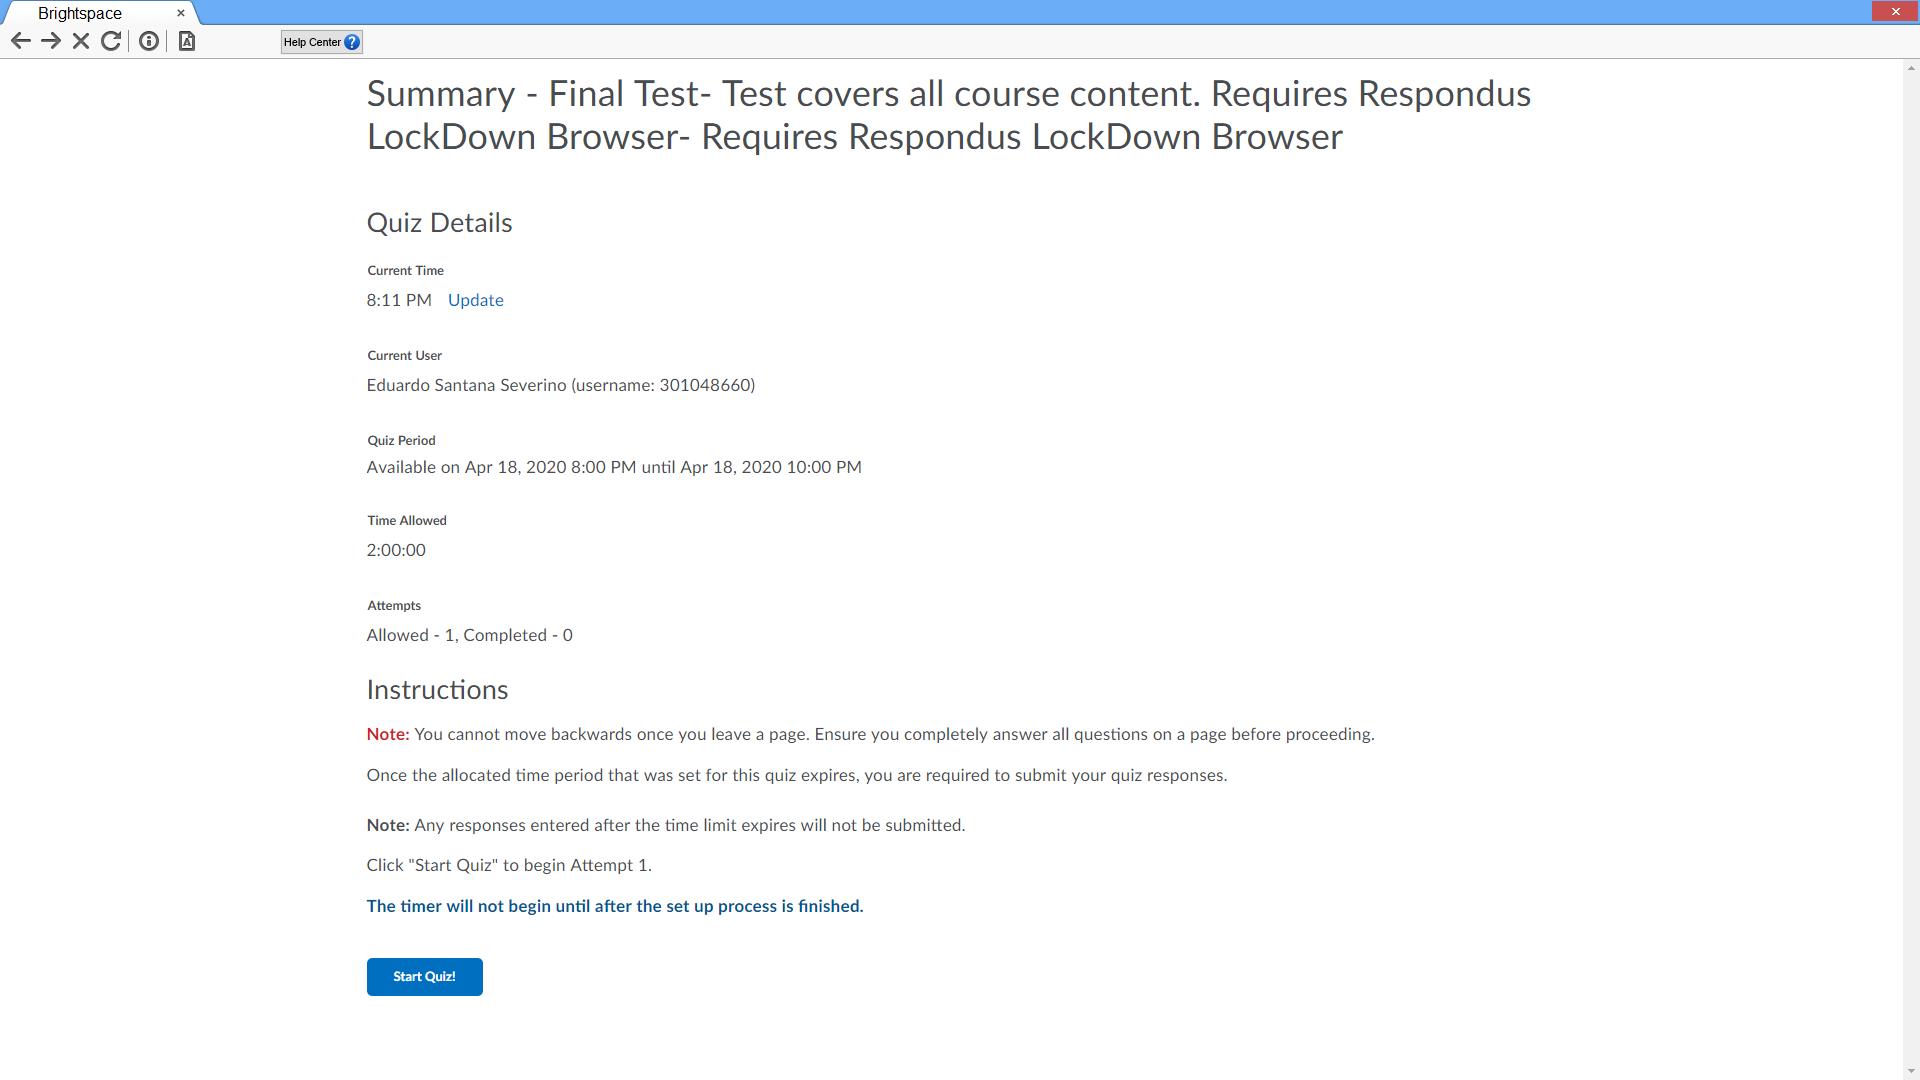 Brightspace
Help Center ?
Summary - Final Test- Test covers all course content. Requires Respondus
LockDown Browser- Requires Respondus LockDown Browser
Quiz Details
Current Time
8:11 PM Update
Current User
Eduardo Santana Severino (username: 301048660)
Quiz Period
Available on Apr 18, 2020 8:00 PM until Apr 18, 2020 10:00 PM
Time Allowed
2:00:00
Attempts
Allowed - 1, Completed - 0
Instructions
Note: You cannot move backwards once you leave a page. Ensure you completely answer all questions on a page before proceeding.
Once the allocated time period that was set for this quiz expires, you are required to submit your quiz responses.
Note: Any responses entered after the time limit expires will not be submitted.
Click "Start Quiz" to begin Attempt 1.
The timer will not begin until after the set up process is finished.
Start Quiz!